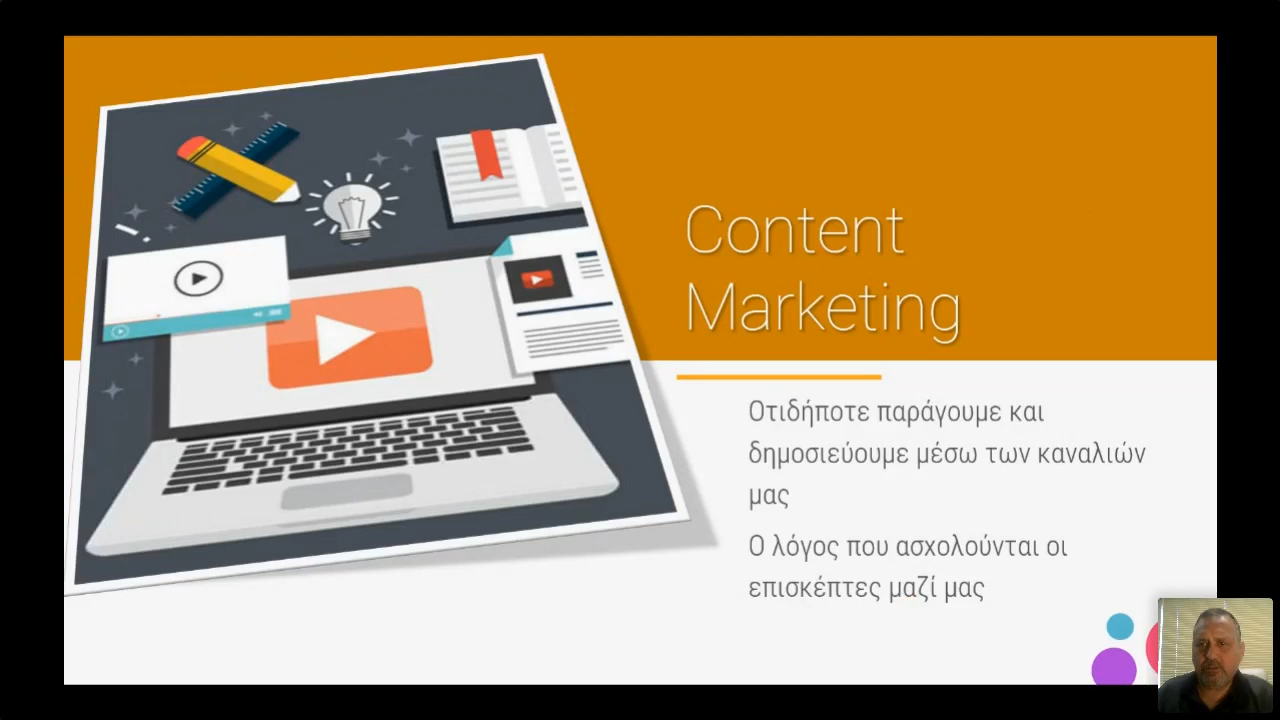 Content
Marketing
Οτιδήποτε παράγουμε και
δημοσιεύουμε μέσω των καναλιών
μας
Ο λόγος που ασχολούνται οι
επισκέπτες μαζί μας